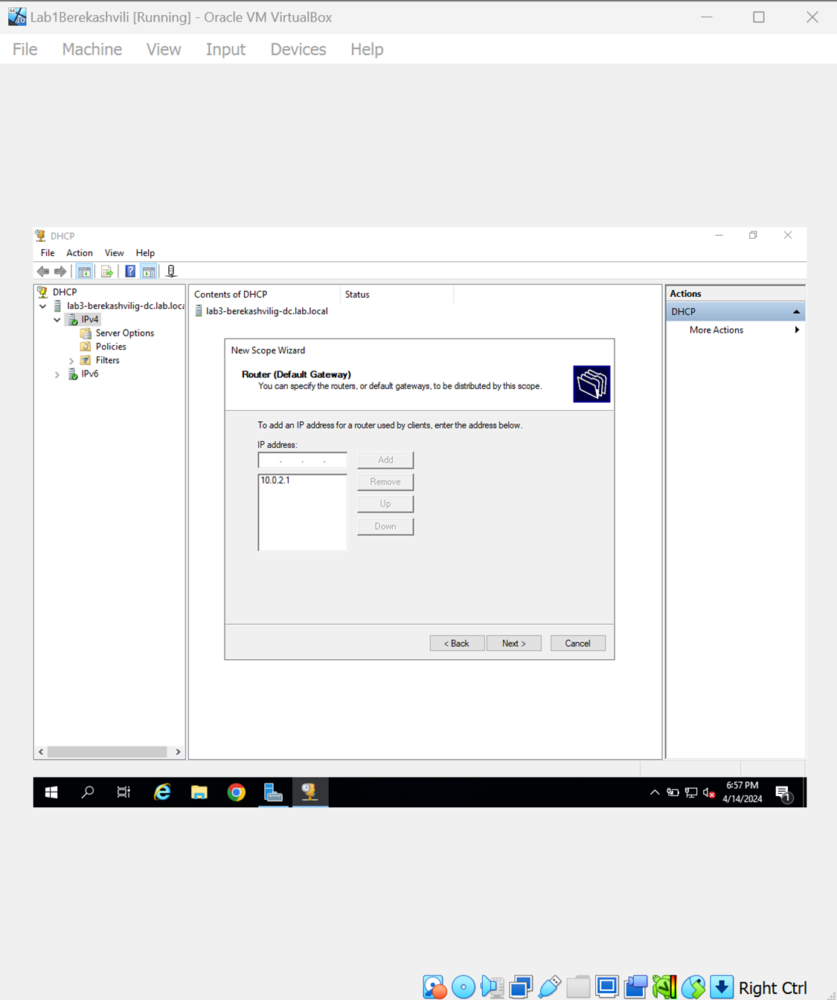 Lab1Berekashvili [Running] - Oracle VM VirtualBox
File Machine View Input Devices Help
DHCP
File Action View Help
DHCP
lab3-berekashvilig-dc.lab.loca
IPv4
Server Options
Policies
Filters
IPv6
Contents of DHCP Status
lab3-berekashvilig-dc.lab.local
Actions
DHCP
More Actions
New Scope Wizard
Router (Default Gateway)
You can specify the routers, or default gateways, to be distributed by this scope.
To add an IP address for a router used by clients, enter the address below.
IP address:
. . . Add
10.0.2.1
Remove
Up
Down
< Back Next > Cancel
6:57 PM
4/14/2024
1
Right Ctrl